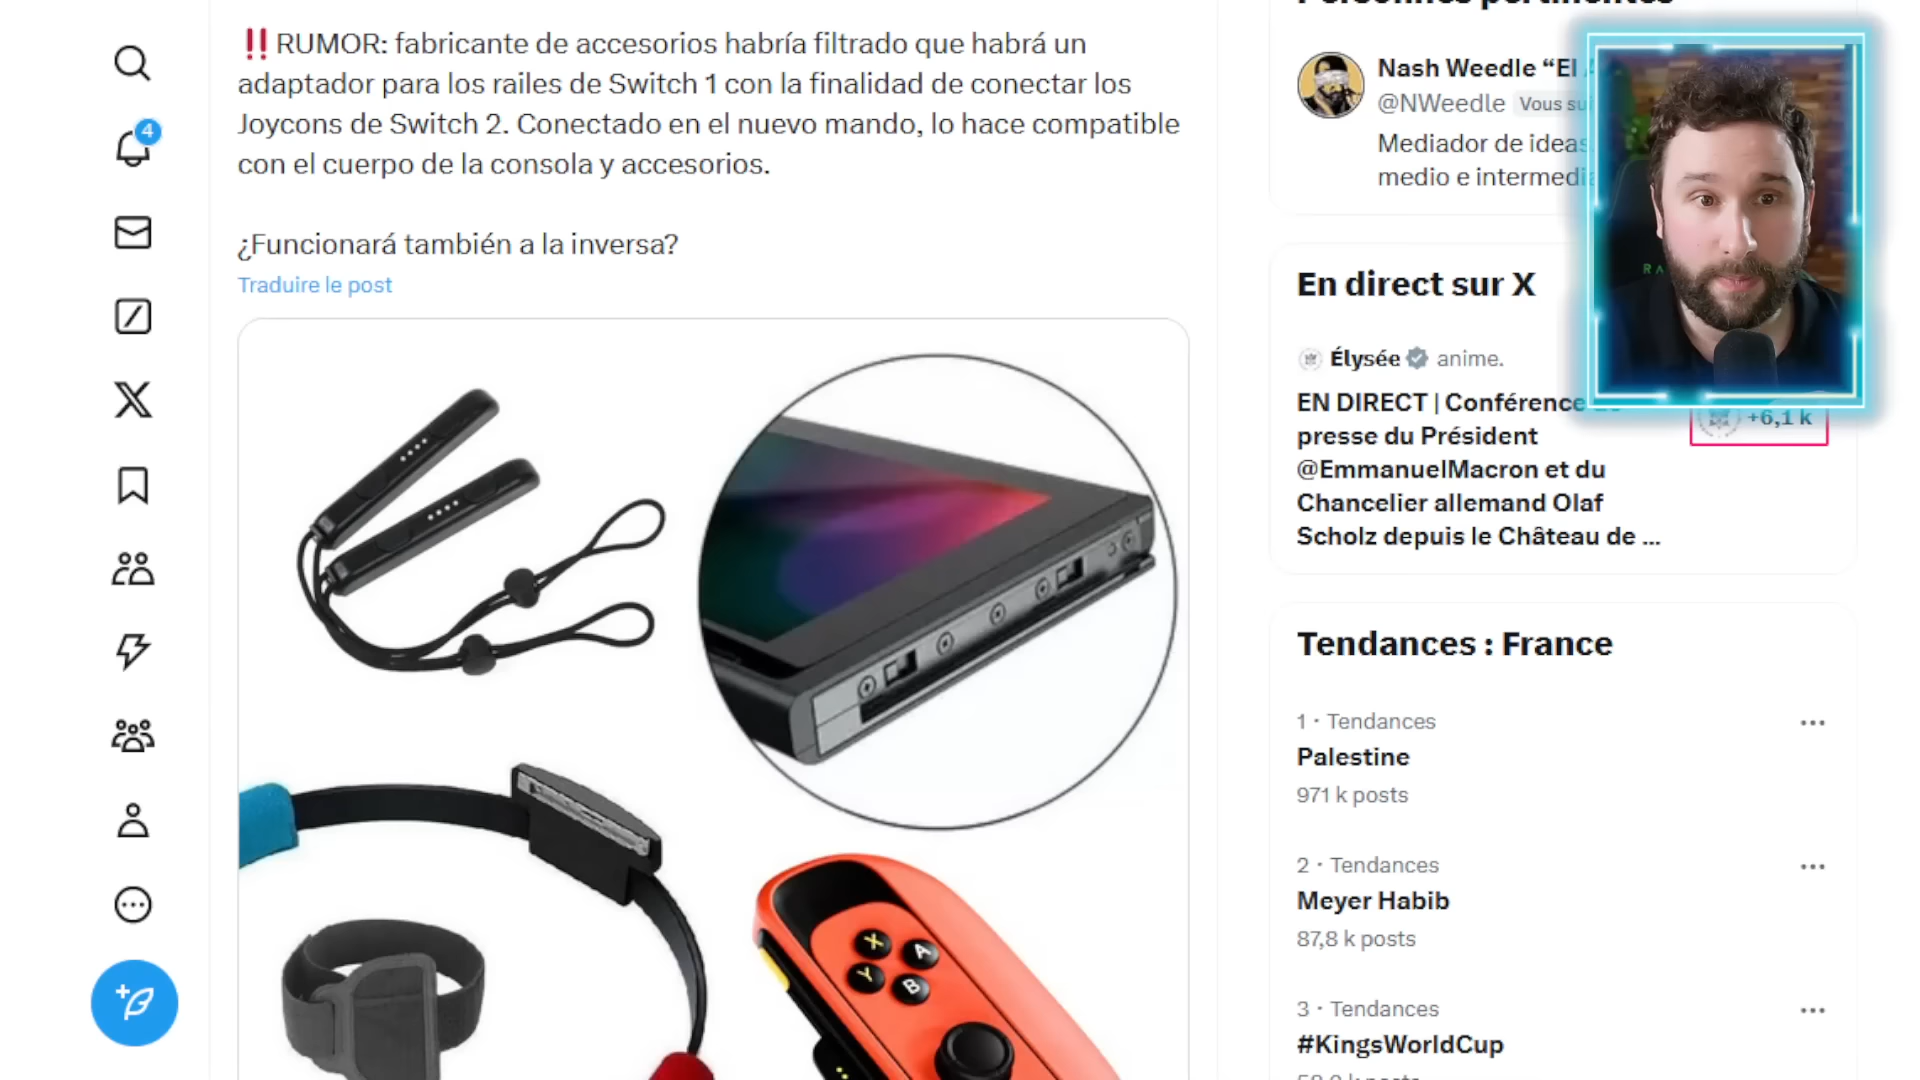 4
‼️RUMOR: fabricante de accesorios habría filtrado que habrá un
adaptador para los railes de Switch 1 con la finalidad de conectar los
Joycons de Switch 2. Conectado en el nuevo mando, lo hace compatible
con el cuerpo de la consola y accesorios.
¿Funcionará también a la inversa?
Traduire le post
X
A
Y
B
Personnes pertinentes
Nash Weedle “El
@NWeedle
Vous
Mediador de ideas
medio e
En direct sur X
Élysée anime.
EN DIRECT | Conférence
presse du Président
@EmmanuelMacron et du
Chancelier allemand Olaf
Scholz depuis le Château de ...
+6,1 k
Tendances : France
1 · Tendances
Palestine
971 k posts
2 · Tendances
Meyer Habib
87,8 k posts
3 · Tendances
#KingsWorldCup